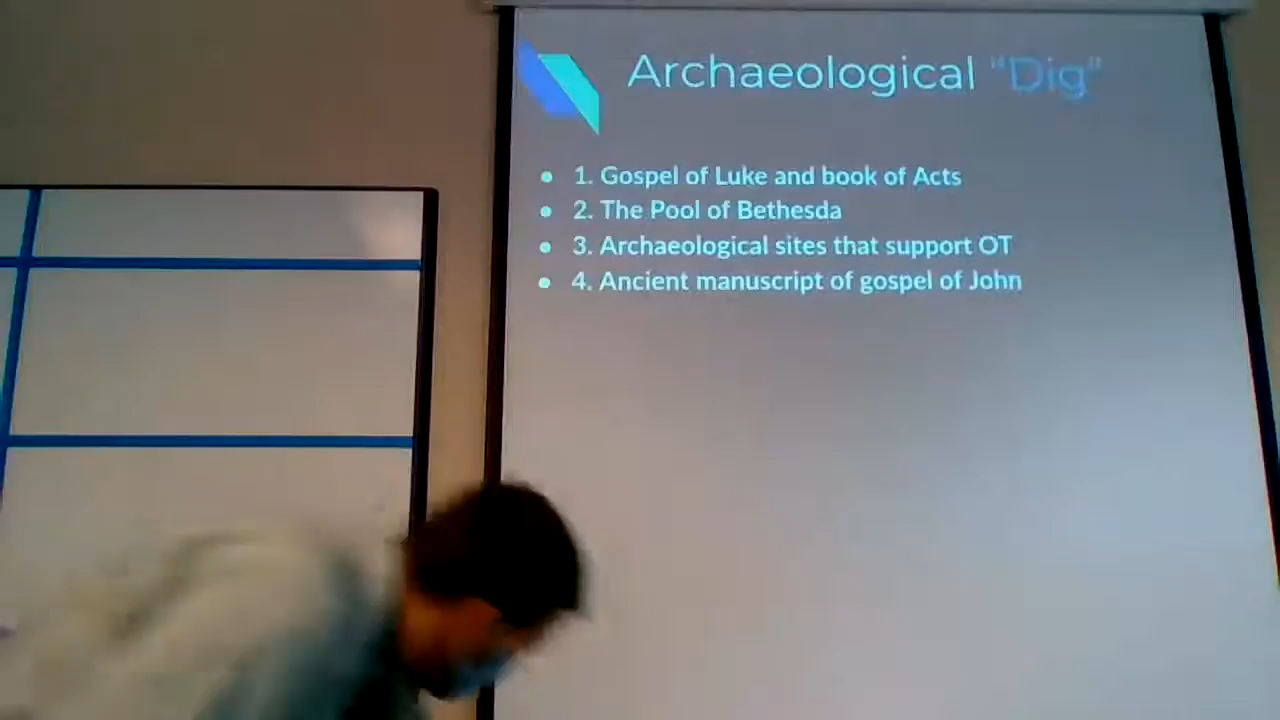 Archaeological "Dig"
• 1. Gospel of Luke and book of Acts
• 2. The Pool of Bethesda
• 3. Archaeological sites that support OT
• 4. Ancient manuscript of gospel of John